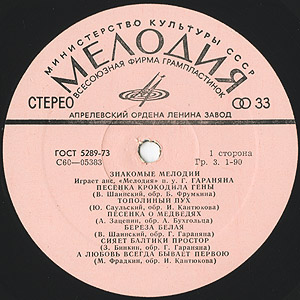 МИНИСТЕРСТВО КУЛЬТУРЫ СССР
МЕЛОДИЯ
ВСЕСОЮЗНАЯ ФИРМА ГРАМПЛАСТИНОК
СТЕРЕО
33
АПРЕЛЕВСКИЙ ОРДЕНА ЛЕНИНА ЗАВОД
ГОСТ 5289-73
1 сторона
С60—05383
Гр. 3. 1-90
ЗНАКОМЫЕ МЕЛОДИИ
Играет анс. «Мелодия» п. у. Г. ГАРАНЯНА
ПЕСЕНКА КРОКОДИЛА ГЕНЫ
(В. Шаинский, обр. Б. Фрумкина)
ТОПОЛИНЫЙ ПУХ
(Ю. Саульский, обр. И. Кантюкова)
ПЕСЕНКА О МЕДВЕДЯХ
(А. Зацепин, обр. А. Бухгольца)
БЕРЕЗА БЕЛАЯ
(В. Шаинский, обр. Г. Гараняна)
СИЯЕТ БАЛТИКИ ПРОСТОР
(З. Бинкин, обр. Г. Гараняна)
А ЛЮБОВЬ ВСЕГДА БЫВАЕТ ПЕРВОЮ
(М. Фрадкин, обр. И. Кантюкова)